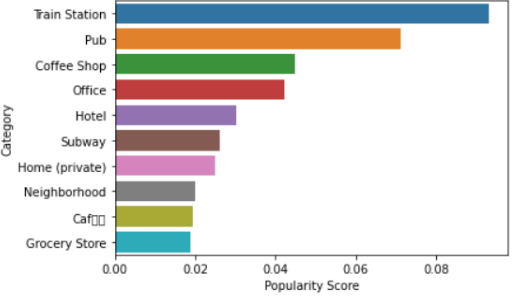 Train Station
Pub
Coffee Shop
Office
Hotel
Subway
Home (private)
Neighborhood
Caf□□
Grocery Store
Category
0.00 0.02 0.04 0.06 0.08
Popularity Score